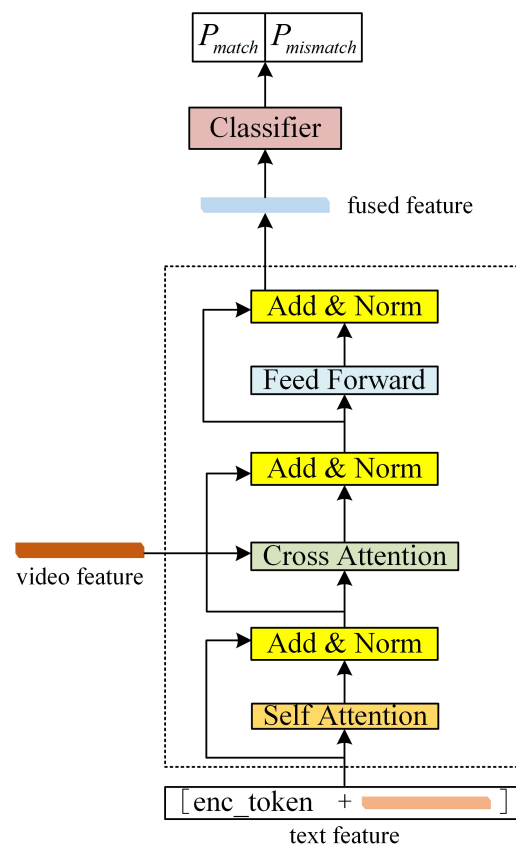 P_match P_mismatch
Classifier
fused feature
Add & Norm
Feed Forward
Add & Norm
Cross Attention
video feature
Add & Norm
Self Attention
[enc_token + ]
text feature